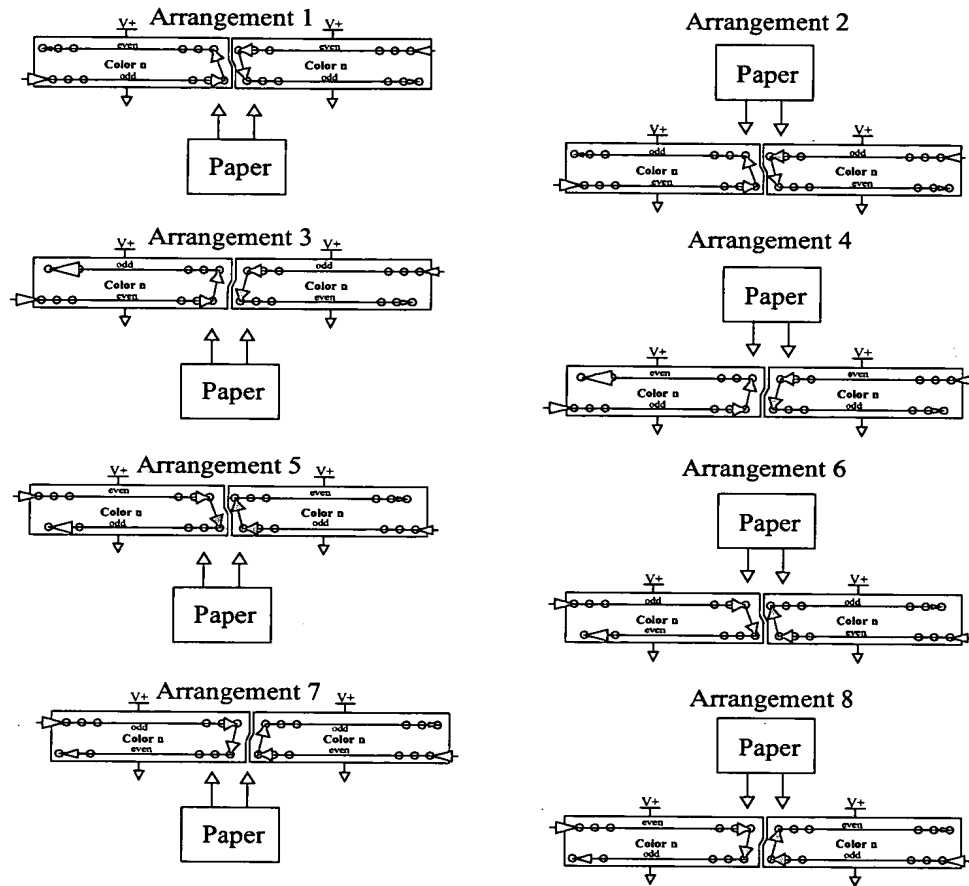 Arrangement 1
V+ V+
even even
Color n Color n
odd odd
Paper
Arrangement 2
Paper
V+ V+
odd odd
Color n Color n
even even
Arrangement 3
V+ V+
odd odd
Color n Color n
even even
Paper
Arrangement 4
Paper
V+ V+
even even
Color n Color n
odd odd
Arrangement 5
V+ V+
even even
Color n Color n
odd odd
Paper
Arrangement 6
Paper
V+ V+
odd odd
Color n Color n
even even
Arrangement 7
V+ V+
odd odd
Color n Color n
even even
Paper
Arrangement 8
Paper
V+ V+
even even
Color n Color n
odd odd